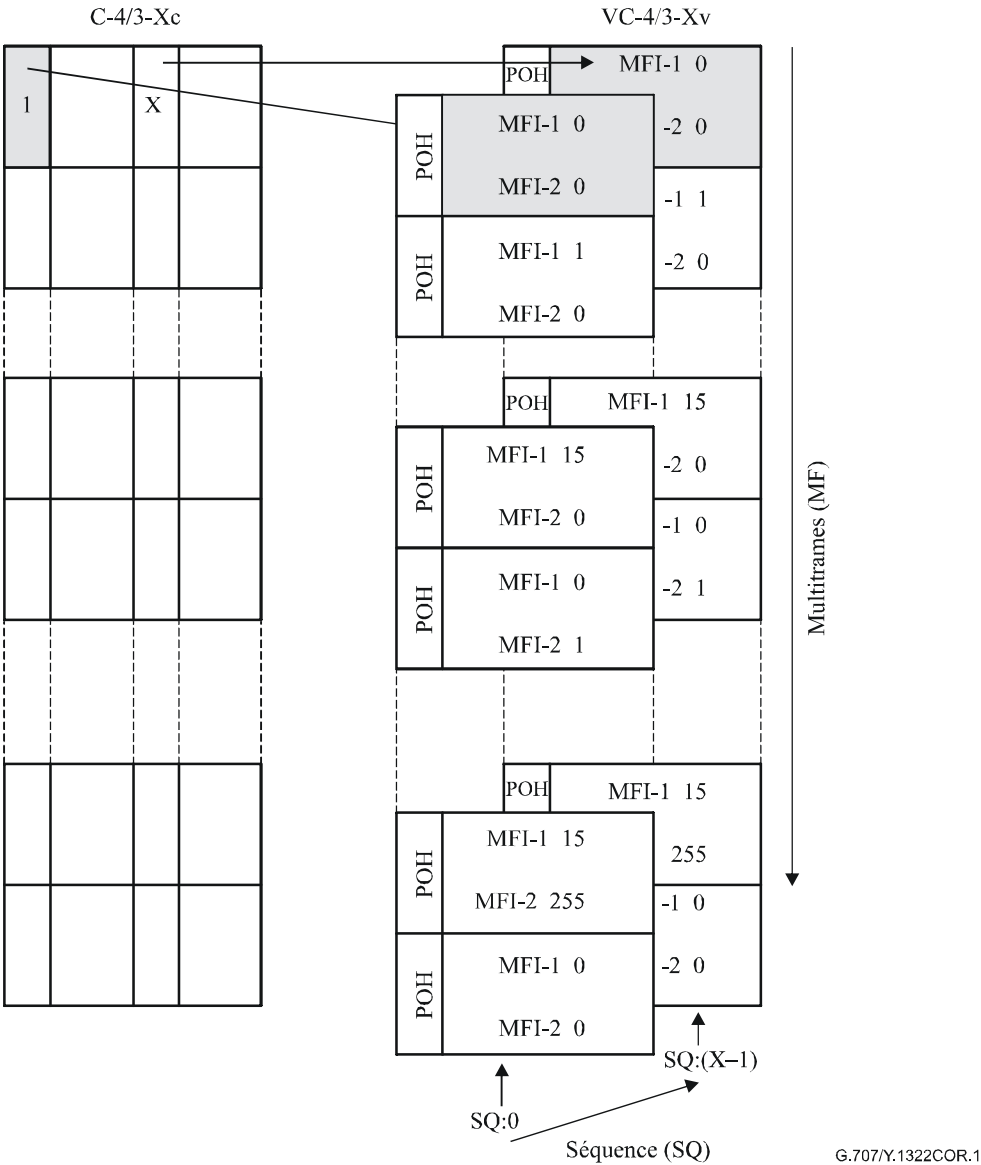 C-4/3-Xc
VC-4/3-Xv
1
X
POH
MFI-1 0
-2 0
POH
MFI-1 0
MFI-2 0
-1 1
-2 0
POH
MFI-1 1
MFI-2 0
POH
MFI-1 15
-2 0
POH
MFI-1 15
MFI-2 0
-1 0
-2 1
POH
MFI-1 0
MFI-2 1
Multitrames (MF)
POH
MFI-1 15
255
POH
MFI-1 15
MFI-2 255
-1 0
-2 0
POH
MFI-1 0
MFI-2 0
SQ:(X–1)
SQ:0
Séquence (SQ)
G.707/Y.1322COR.1